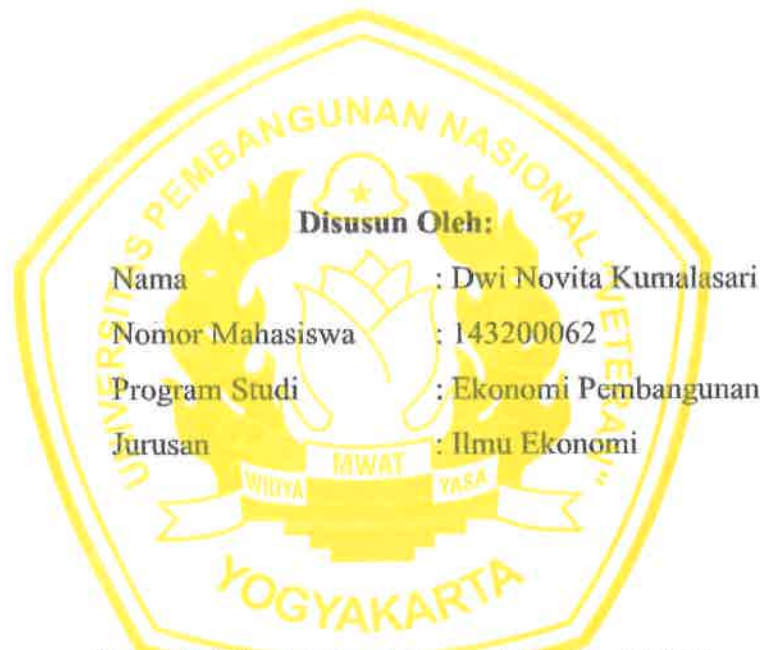 UNIVERSITAS PEMBANGUNAN NASIONAL "VETERAN"
Disusun Oleh:
Nama : Dwi Novita Kumalasari
Nomor Mahasiswa : 143200062
Program Studi : Ekonomi Pembangunan
Jurusan : Ilmu Ekonomi
WIDYA MWAT YASA
YOGYAKARTA